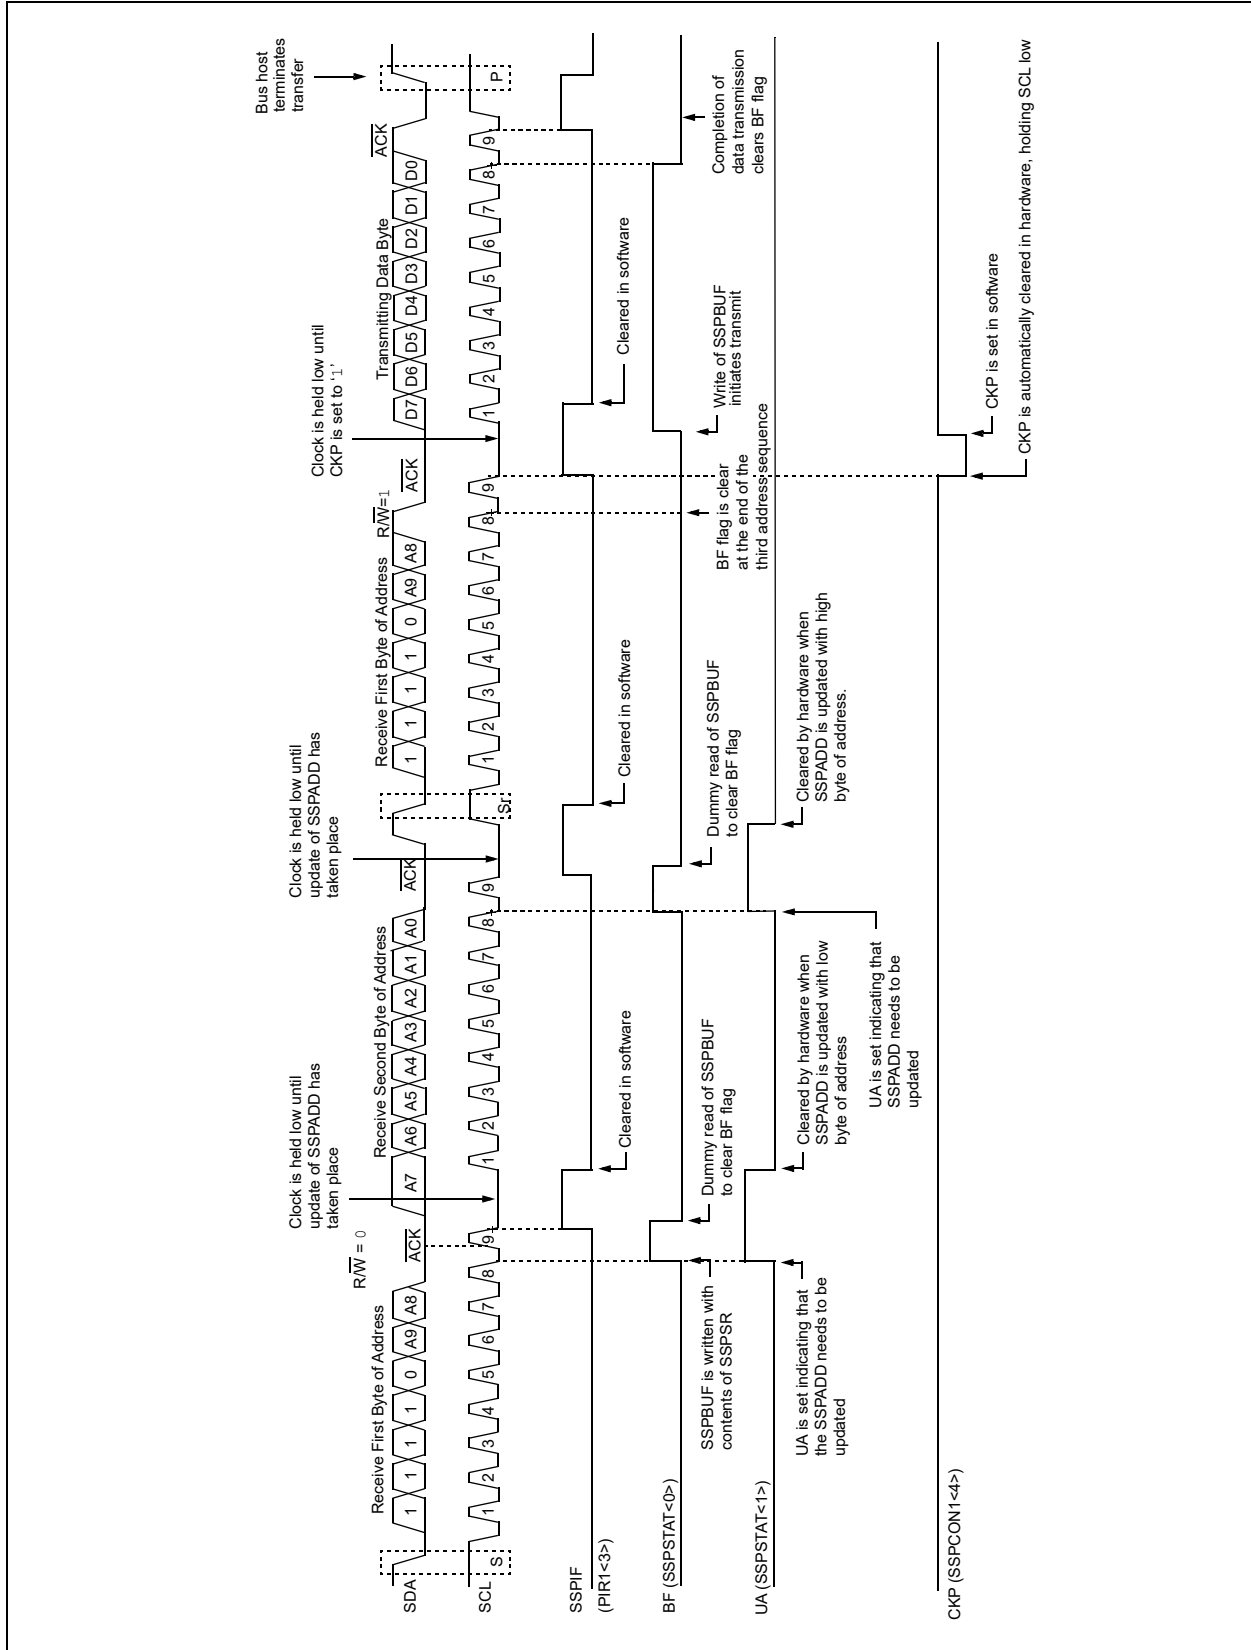 Bus host
terminates
transfer
Clock is held low until
CKP is set to ‘1’
Clock is held low until
update of SSPADD has
taken place
Clock is held low until
update of SSPADD has
taken place
SDA
S
Receive First Byte of Address
1 1 1 1 0 A9 A8
R/W = 0
ACK
Receive Second Byte of Address
A7 A6 A5 A4 A3 A2 A1 A0
ACK
Sr
Receive First Byte of Address
1 1 1 1 0 A9 A8
R/W=1
ACK
Transmitting Data Byte
D7 D6 D5 D4 D3 D2 D1 D0
ACK
P
SCL
1 2 3 4 5 6 7 8 9
1 2 3 4 5 6 7 8 9
1 2 3 4 5 6 7 8 9
1 2 3 4 5 6 7 8 9
SSPIF
(PIR1<3>)
Cleared in software
Cleared in software
Cleared in software
BF (SSPSTAT<0>)
SSPBUF is written with
contents of SSPSR
Dummy read of SSPBUF
to clear BF flag
Dummy read of SSPBUF
to clear BF flag
BF flag is clear
at the end of the
third address sequence
Write of SSPBUF
initiates transmit
Completion of
data transmission
clears BF flag
UA (SSPSTAT<1>)
UA is set indicating that
the SSPADD needs to be
updated
Cleared by hardware when
SSPADD is updated with low
byte of address
UA is set indicating that
SSPADD needs to be
updated
Cleared by hardware when
SSPADD is updated with high
byte of address.
CKP (SSPCON1<4>)
CKP is set in software
CKP is automatically cleared in hardware, holding SCL low